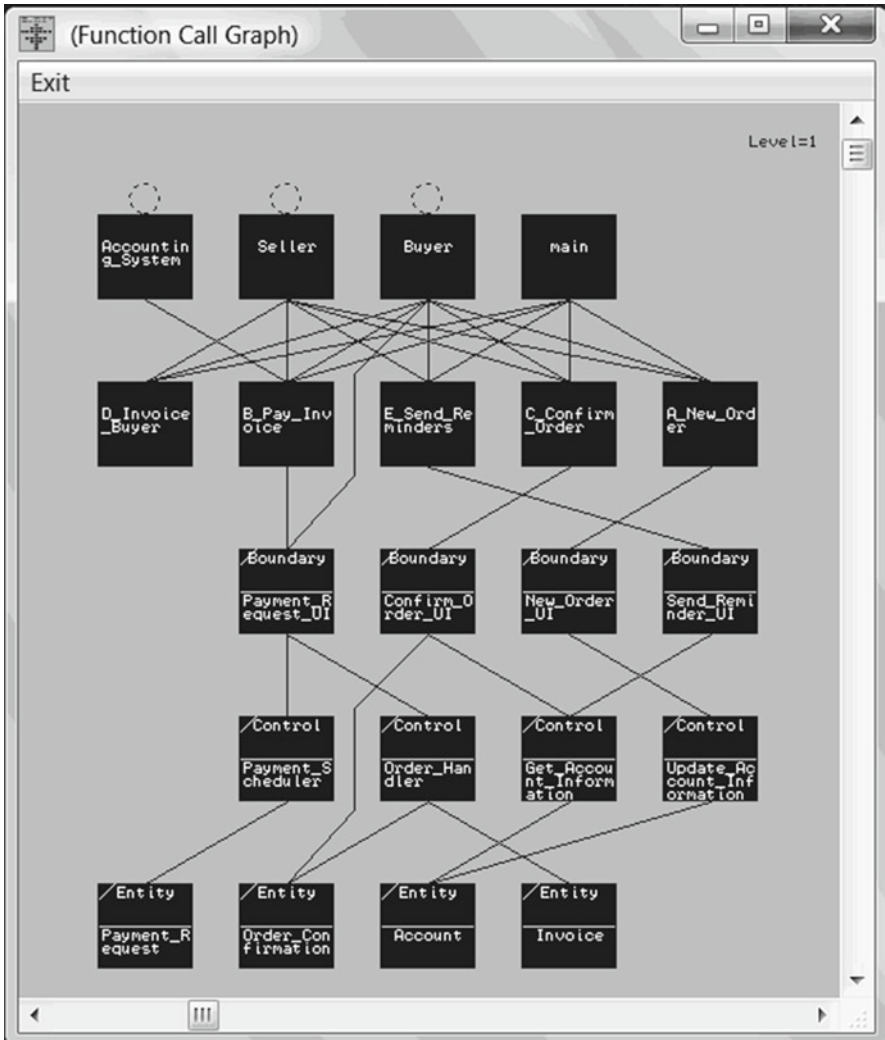 (Function Call Graph)
Exit
Level=1
Accountin
g_System
Seller
Buyer
main
D_Invoice
_Buyer
B_Pay_Inv
oice
E_Send_Re
minders
C_Confirm
_Order
A_New_Ord
er
Boundary
Payment_R
equest_UI
Boundary
Confirm_O
rder_UI
Boundary
New_Order
_UI
Boundary
Send_Remi
nder_UI
Control
Payment_S
cheduler
Control
Order_Han
dler
Control
Get_Accou
nt_Inform
ation
Control
Update_Ac
count_Inf
ormation
Entity
Payment_R
equest
Entity
Order_Con
firmation
Entity
Account
Entity
Invoice